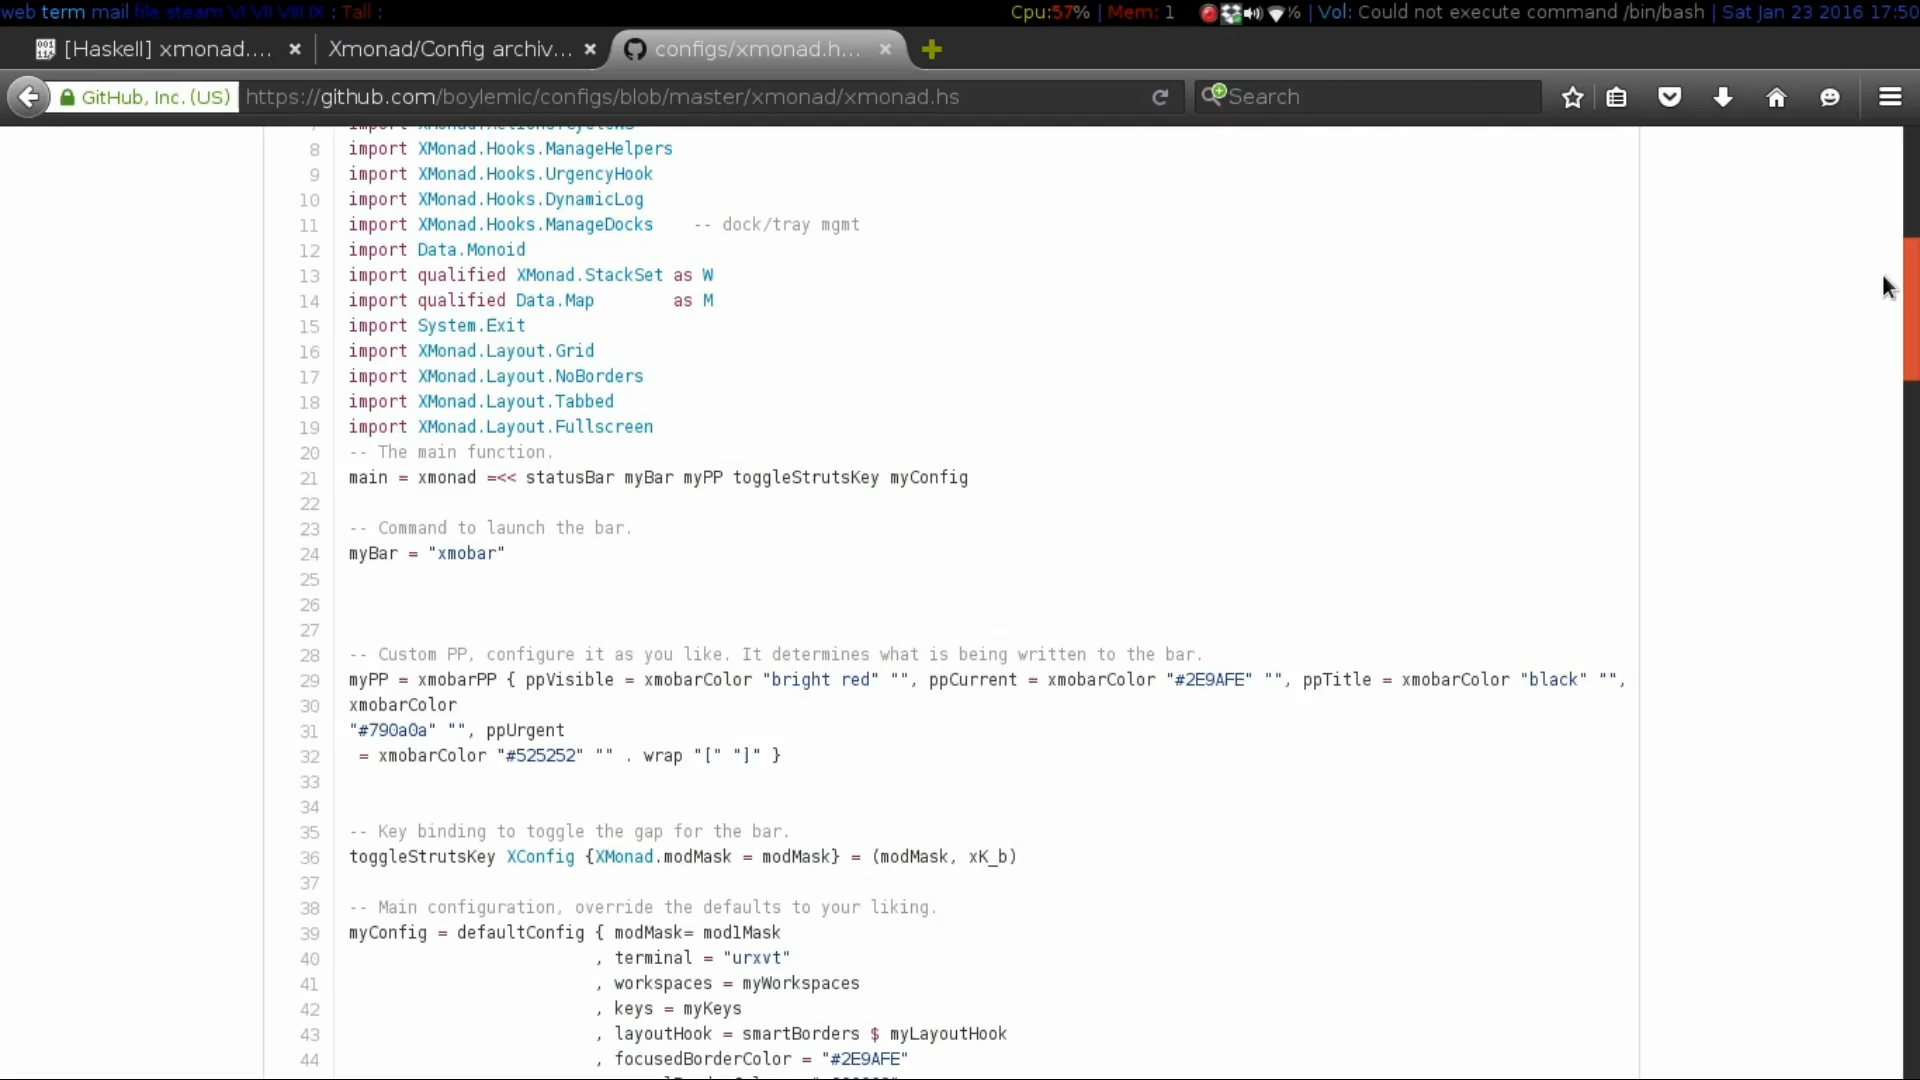 web term mail file steam VI VII VIII IX : Tall :
Cpu:57% | Mem: 1 % | Vol: Could not execute command /bin/bash | Sat Jan 23 2016 17:50
[Haskell] xmonad....
Xmonad/Config archiv...
configs/xmonad.h...
GitHub, Inc. (US)
https://github.com/boylemic/configs/blob/master/xmonad/xmonad.hs
Search
8 import XMonad.Hooks.ManageHelpers
9 import XMonad.Hooks.UrgencyHook
10 import XMonad.Hooks.DynamicLog
11 import XMonad.Hooks.ManageDocks    -- dock/tray mgmt
12 import Data.Monoid
13 import qualified XMonad.StackSet as W
14 import qualified Data.Map        as M
15 import System.Exit
16 import XMonad.Layout.Grid
17 import XMonad.Layout.NoBorders
18 import XMonad.Layout.Tabbed
19 import XMonad.Layout.Fullscreen
20 -- The main function.
21 main = xmonad =<< statusBar myBar myPP toggleStrutsKey myConfig
22
23 -- Command to launch the bar.
24 myBar = "xmobar"
25
26
27
28 -- Custom PP, configure it as you like. It determines what is being written to the bar.
29 myPP = xmobarPP { ppVisible = xmobarColor "bright red" "", ppCurrent = xmobarColor "#2E9AFE" "", ppTitle = xmobarColor "black" "",
30 xmobarColor
31 "#790a0a" "", ppUrgent
32  = xmobarColor "#525252" "" . wrap "[" "]" }
33
34
35 -- Key binding to toggle the gap for the bar.
36 toggleStrutsKey XConfig {XMonad.modMask = modMask} = (modMask, xK_b)
37
38 -- Main configuration, override the defaults to your liking.
39 myConfig = defaultConfig { modMask= mod1Mask
40 , terminal = "urxvt"
41 , workspaces = myWorkspaces
42 , keys = myKeys
43 , layoutHook = smartBorders $ myLayoutHook
44 , focusedBorderColor = "#2E9AFE"